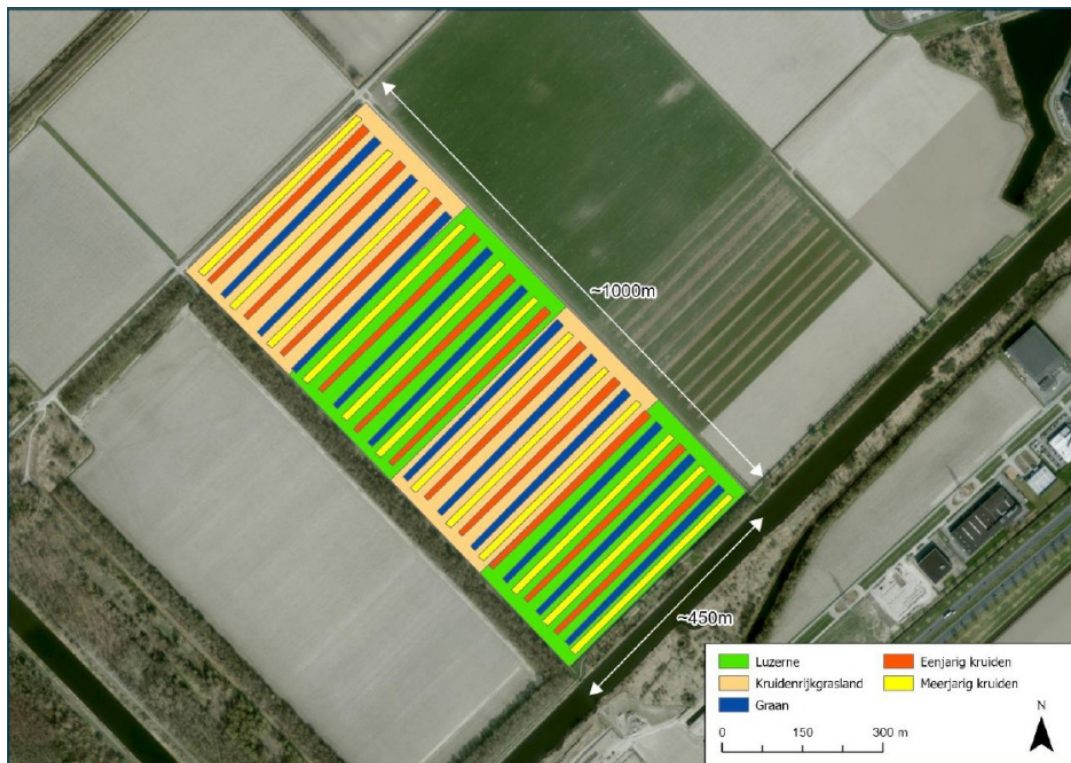 ~1000m
~450m
Luzerne
Kruidenrijkgrasland
Graan
Eenjarig kruiden
Meerjarig kruiden
0 150 300 m
N